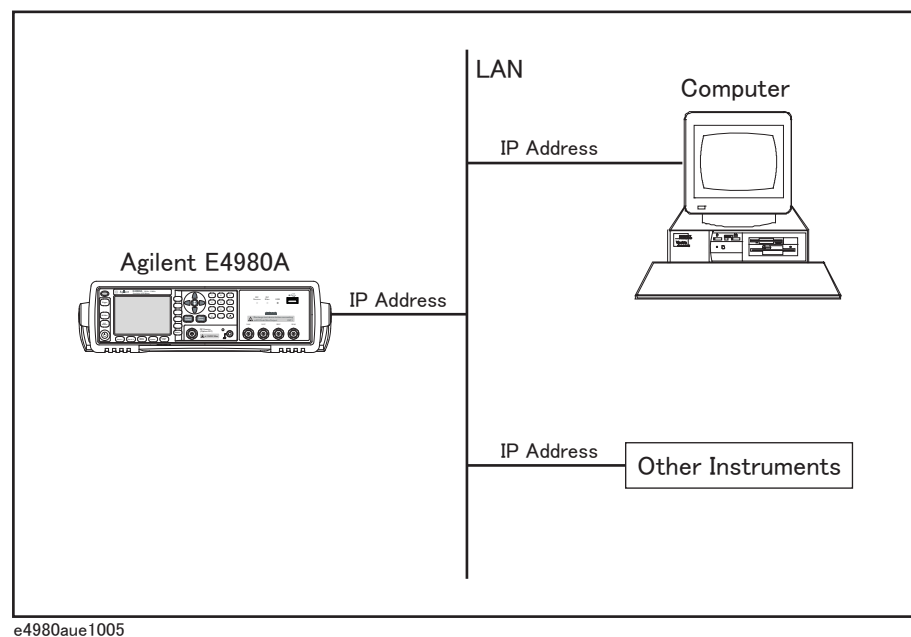 LAN
Computer
IP Address
Agilent E4980A
IP Address
IP Address
Other Instruments
e4980aue1005